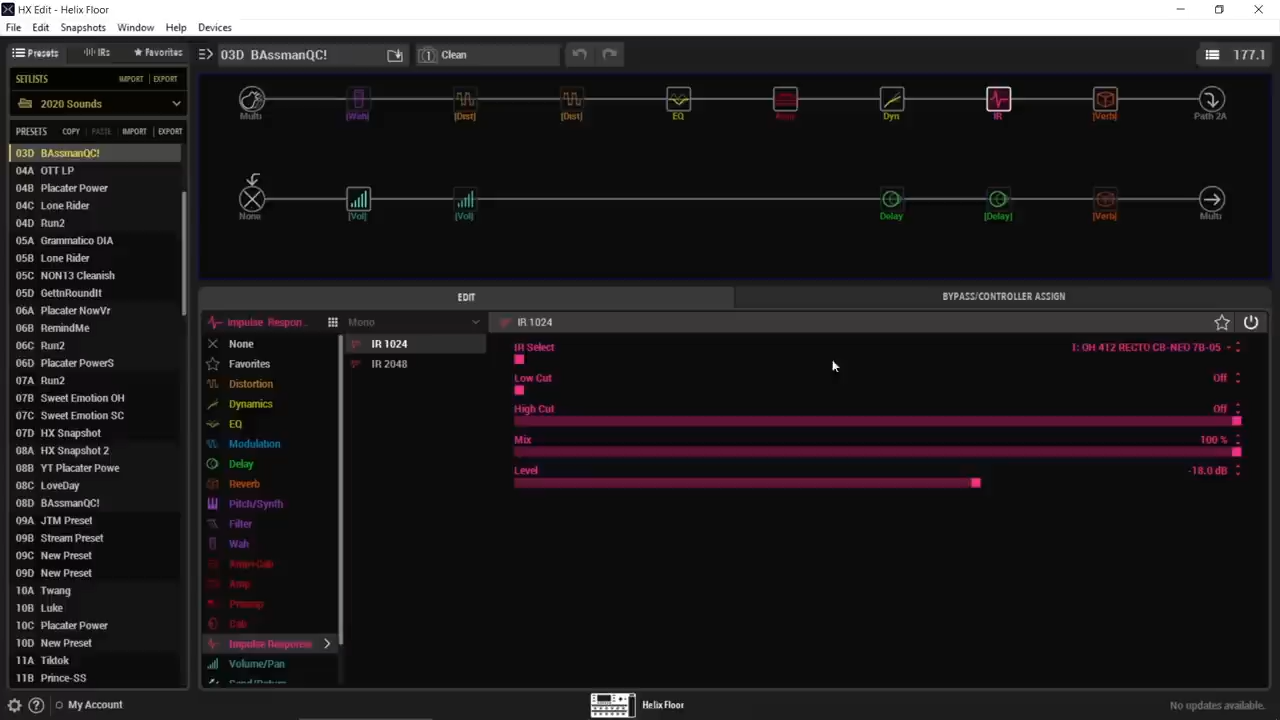 HX Edit - Helix Floor
File Edit Snapshots Window Help Devices
Presets IRs Favorites
03D BAssmanQC! 1 Clean 177.1
SETLISTS IMPORT EXPORT
2020 Sounds
PRESETS COPY PASTE IMPORT EXPORT
03D BAssmanQC!
04A OTT LP
04B Placater Power
04C Lone Rider
04D Run2
05A Grammatico DIA
05B Lone Rider
05C NON13 Cleanish
05D GettnRoundIt
06A Placater NowVr
06B RemindMe
06C Run2
06D Placater PowerS
07A Run2
07B Sweet Emotion OH
07C Sweet Emotion SC
07D HX Snapshot
08A HX Snapshot 2
08B YT Placater Powe
08C LoveDay
08D BAssmanQC!
09A JTM Preset
09B Stream Preset
09C New Preset
09D New Preset
10A Twang
10B Luke
10C Placater Power
10D New Preset
11A Tiktok
11B Prince-SS
Multi [Wah] [Dist] [Dist] EQ Amp Dyn IR [Verb] Path 2A
None [Vol] [Vol] Delay [Delay] [Verb] Multi
EDIT BYPASS/CONTROLLER ASSIGN
Impulse Respon... Mono IR 1024
None
Favorites
Distortion
Dynamics
EQ
Modulation
Delay
Reverb
Pitch/Synth
Filter
Wah
Amp+Cab
Amp
Preamp
Cab
Impulse Response
Volume/Pan
Send/Return
IR 1024
IR 2048
IR Select 1: OH 412 RECTO CB-NEO 7B-05
Low Cut Off
High Cut Off
Mix 100 %
Level -18.0 dB
My Account Helix Floor No updates available.